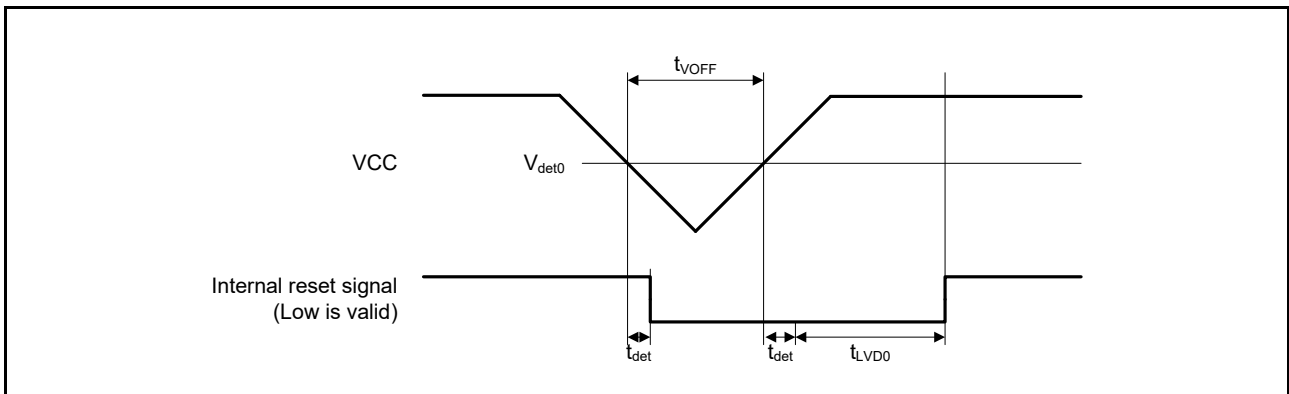 tVOFF
VCC
Vdet0
Internal reset signal
(Low is valid)
tdet
tdet
tLVD0